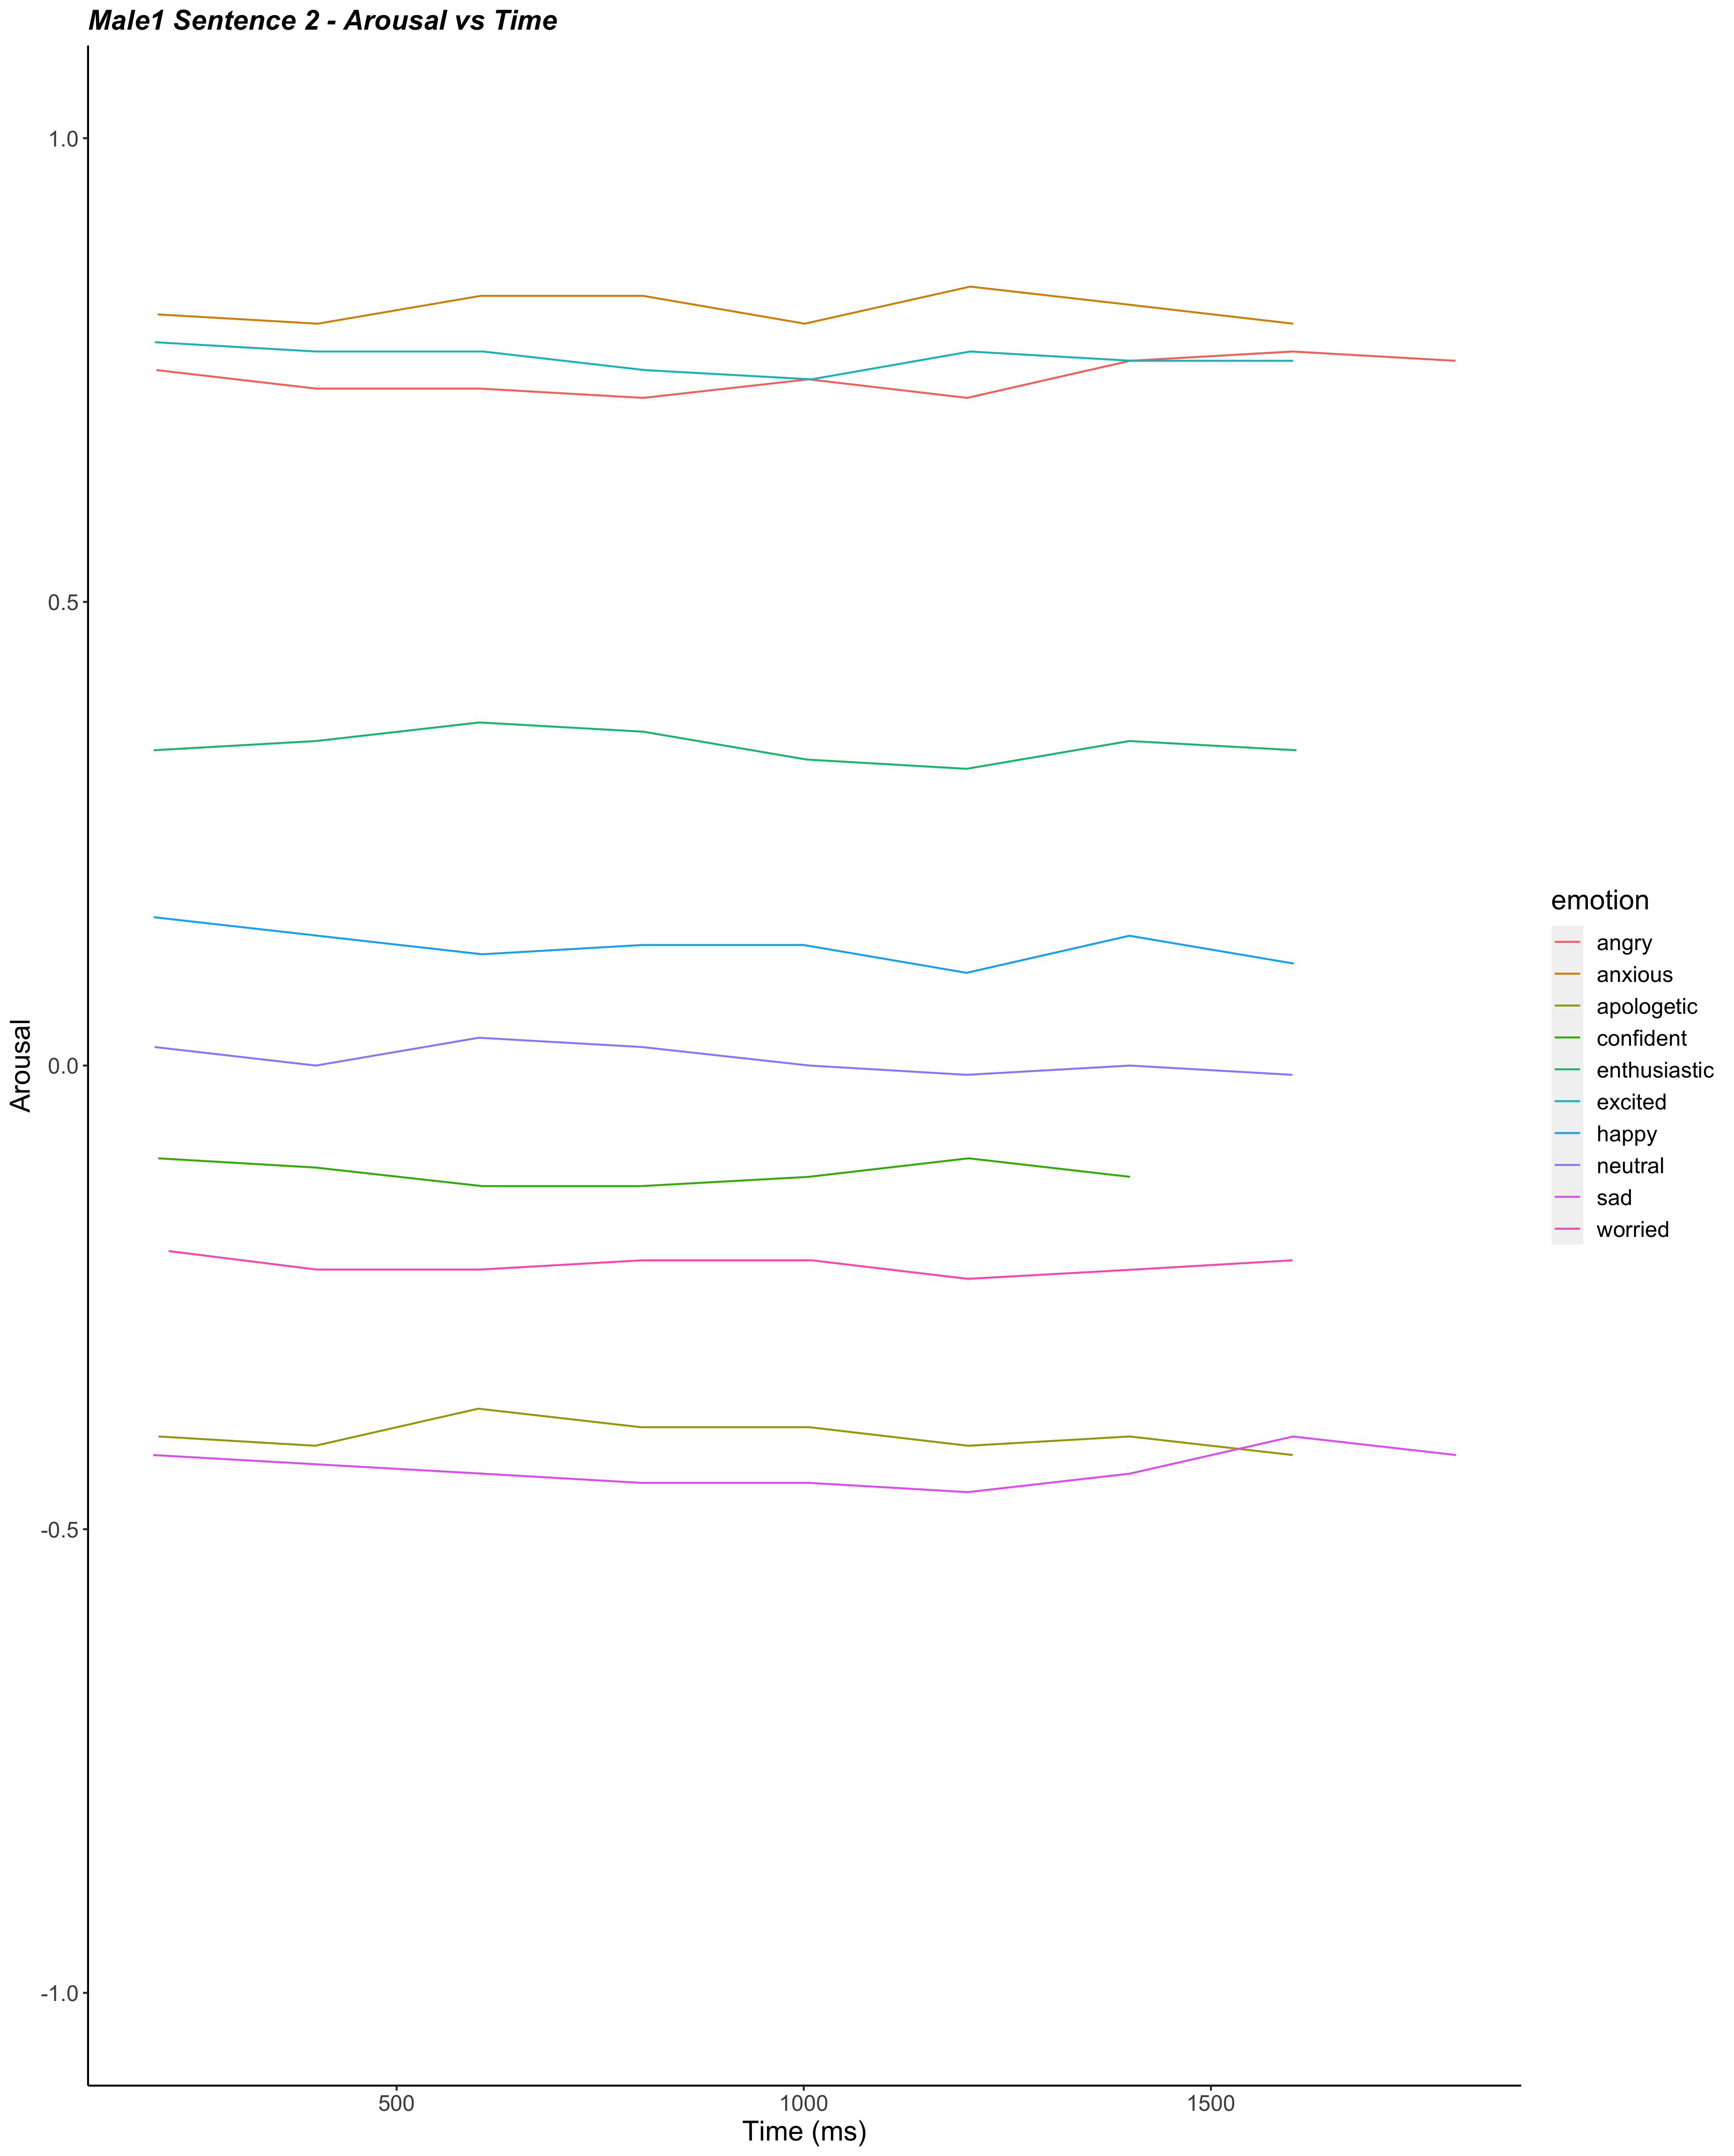 Male1 Sentence 2 - Arousal vs Time
1.0
0.5
0.0
-0.5
-1.0
Arousal
500
1000
1500
Time (ms)
emotion
angry
anxious
apologetic
confident
enthusiastic
excited
happy
neutral
sad
worried